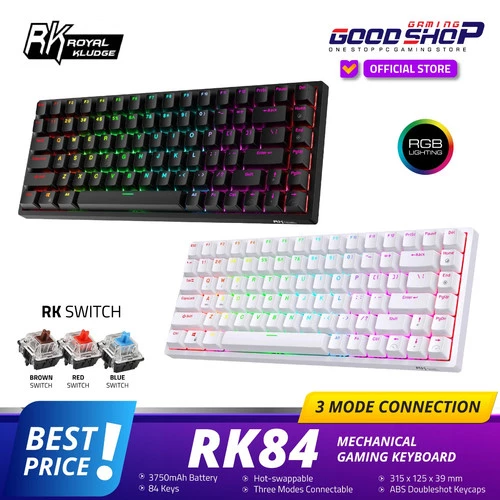 RK ROYAL KLUDGE
GAMING
GOOD SHOP
ONE STOP PC GAMING STORE
OFFICIAL STORE
RGB
LIGHTING
RK SWITCH
BROWN SWITCH
RED SWITCH
BLUE SWITCH
3 MODE CONNECTION
BEST PRICE!
RK84
MECHANICAL
GAMING KEYBOARD
• 3750mAh Battery
• 84 Keys
• Hot-swappable
• Three Modes Connectable
• 315 x 125 x 39 mm
• ABS Doubleshot Keycaps